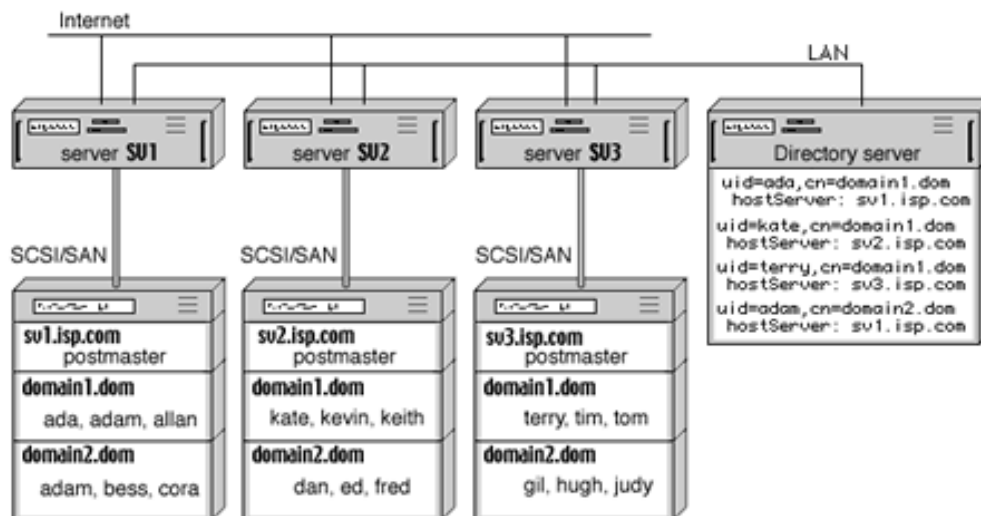 Internet
LAN
server SV1
server SV2
server SV3
Directory server
uid=ada,cn=domain1.dom
hostServer: sv1.isp.com
uid=kate,cn=domain1.dom
hostServer: sv2.isp.com
uid=terry,cn=domain1.dom
hostServer: sv3.isp.com
uid=adam,cn=domain2.dom
hostServer: sv1.isp.com
SCSI/SAN
SCSI/SAN
SCSI/SAN
sv1.isp.com
postmaster
domain1.dom
ada, adam, allan
domain2.dom
adam, bess, cora
sv2.isp.com
postmaster
domain1.dom
kate, kevin, keith
domain2.dom
dan, ed, fred
sv3.isp.com
postmaster
domain1.dom
terry, tim, tom
domain2.dom
gil, hugh, judy